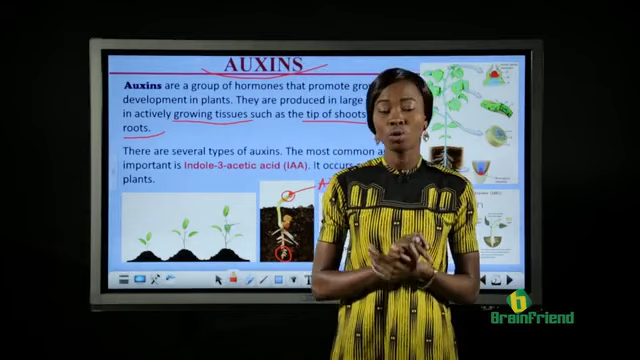 AUXINS
Auxins are a group of hormones that promote
development in plants. They are produced in large
in actively growing tissues such as the tip of shoots
roots.
There are several types of auxins. The most common
important is Indole-3-acetic acid (IAA). It occurs
plants.
BrainFriend